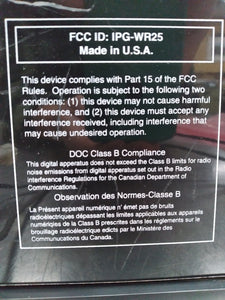 FCC ID: IPG-WR25
Made in U.S.A.
This device complies with Part 15 of the FCC
Rules. Operation is subject to the following two
conditions: (1) this device may not cause harmful
interference, and (2) this device must accept any
interference received, including interference that
may cause undesired operation.
DOC Class B Compliance
This digital apparatus does not exceed the Class B limits for radio
noise emissions from digital apparatus set out in the Radio
interference Regulations for the Canadian Department of
Communications.
Observation des Normes-Classe B
La Présent appareil numérique n' émet pas de bruits
radioélectriques dépassant les limites applicables aux appareils
numériques de la Class B prescrites dans les règlements sur le
brouillage radioélectrique edicti par le Ministère des
Communucations du Canada.